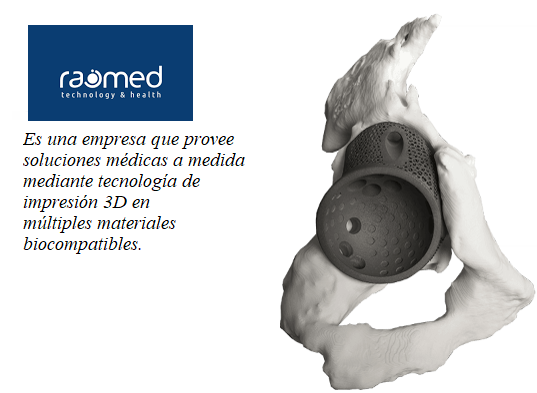 raomed
technology & health
Es una empresa que provee
soluciones médicas a medida
mediante tecnología de
impresión 3D en
múltiples materiales
biocompatibles.